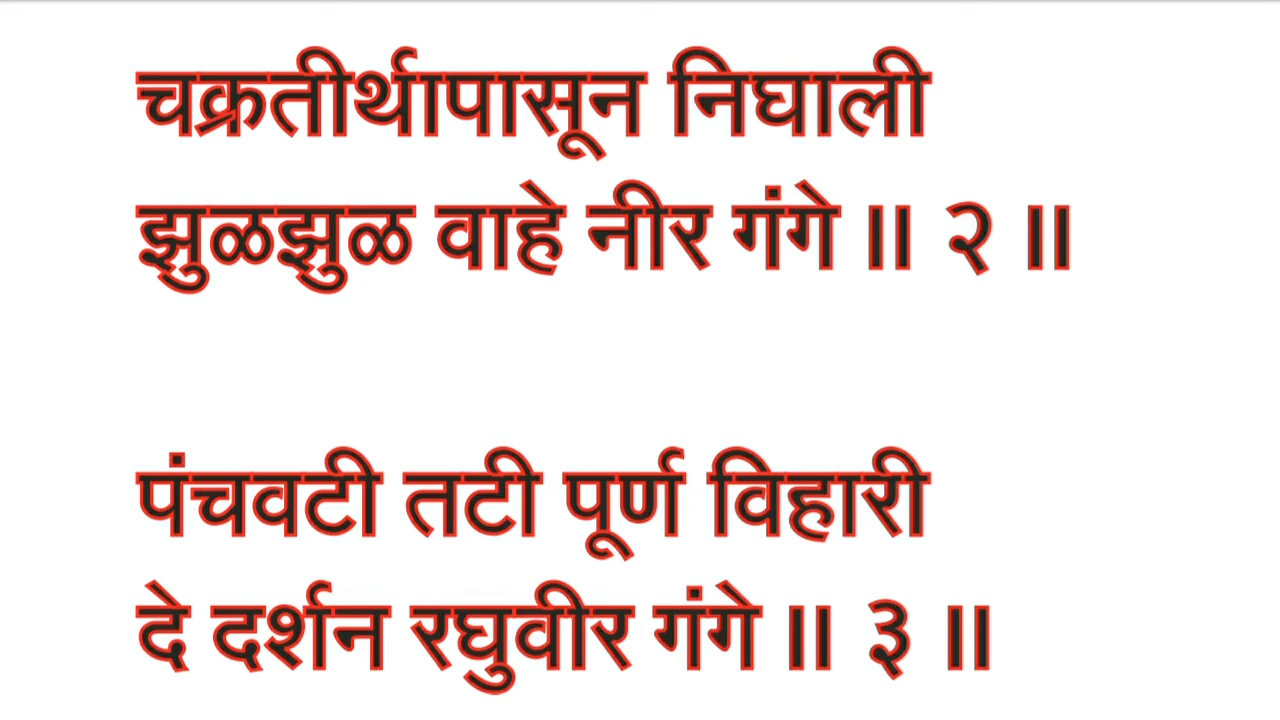 चक्रतीर्थापासून निघाली
झुळझुळ वाहे नीर गंगे ॥ २ ॥
पंचवटी तटी पूर्ण विहारी
दे दर्शन रघुवीर गंगे ॥ ३ ॥